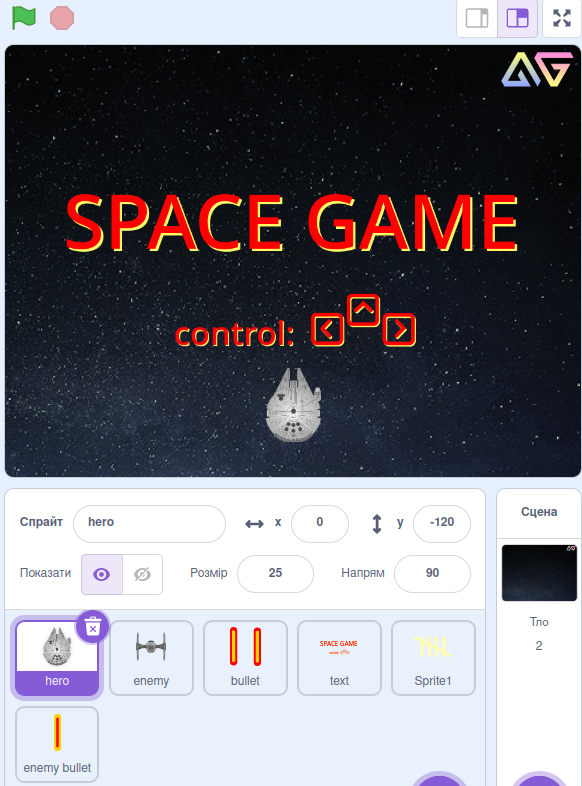 AG
SPACE GAME
control:
Спрайт hero x 0 y -120
Показати Розмір 25 Напрям 90
Сцена
Тло
2
hero
enemy
bullet
SPACE GAME
text
Sprite1
enemy bullet